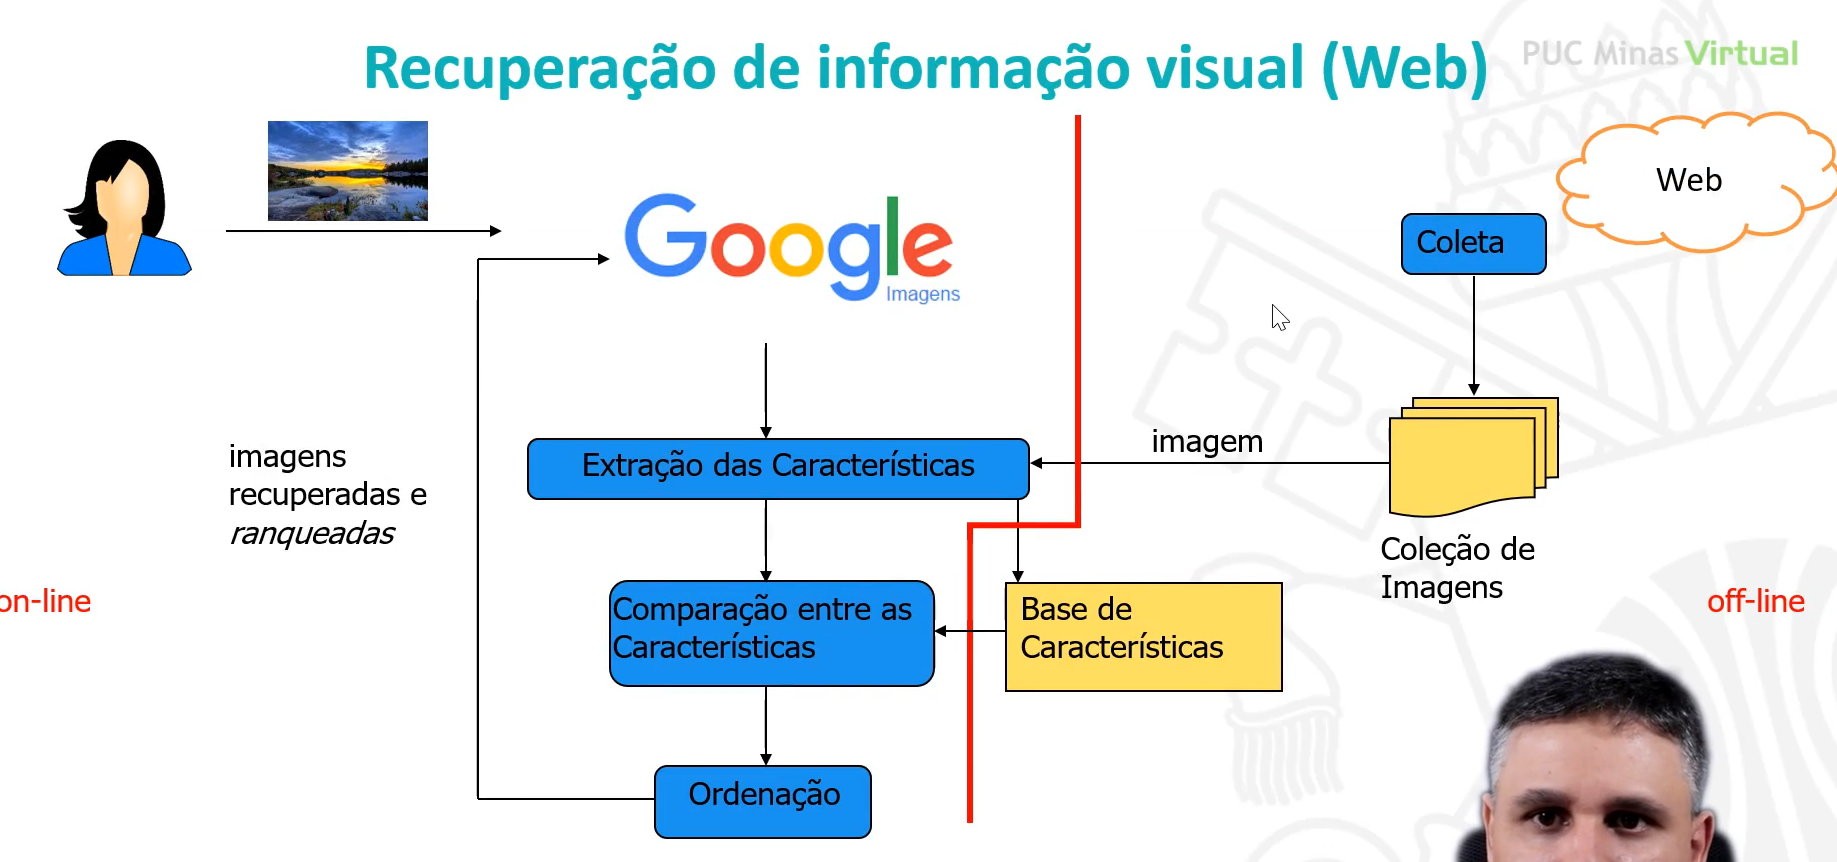 Recuperação de informação visual (Web)
PUC Minas Virtual
Web
Coleta
Google
Imagens
imagem
Extração das Características
imagens
recuperadas e
ranqueadas
Coleção de
Imagens
on-line
off-line
Comparação entre as
Características
Base de
Características
Ordenação